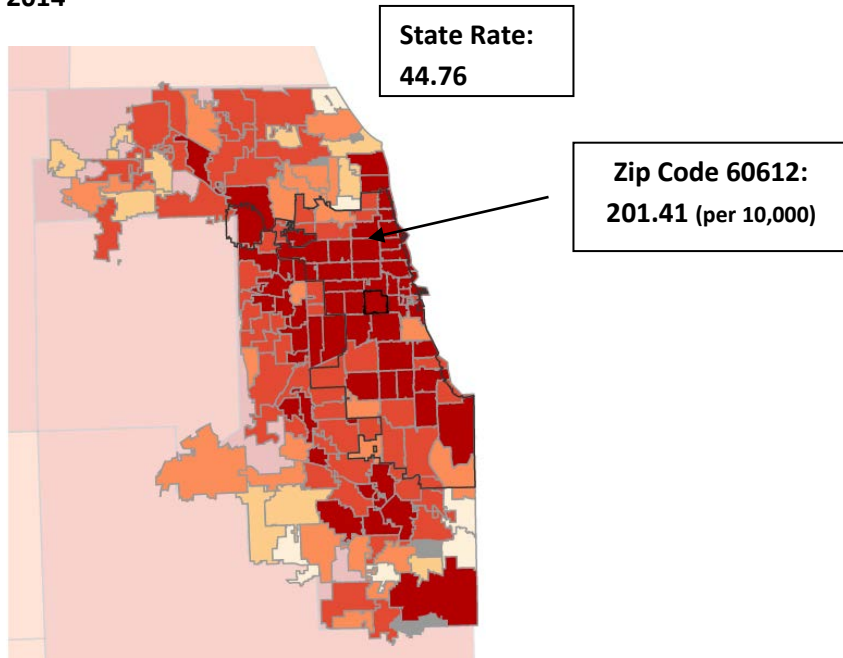 2014
State Rate:
44.76
Zip Code 60612:
201.41 (per 10,000)